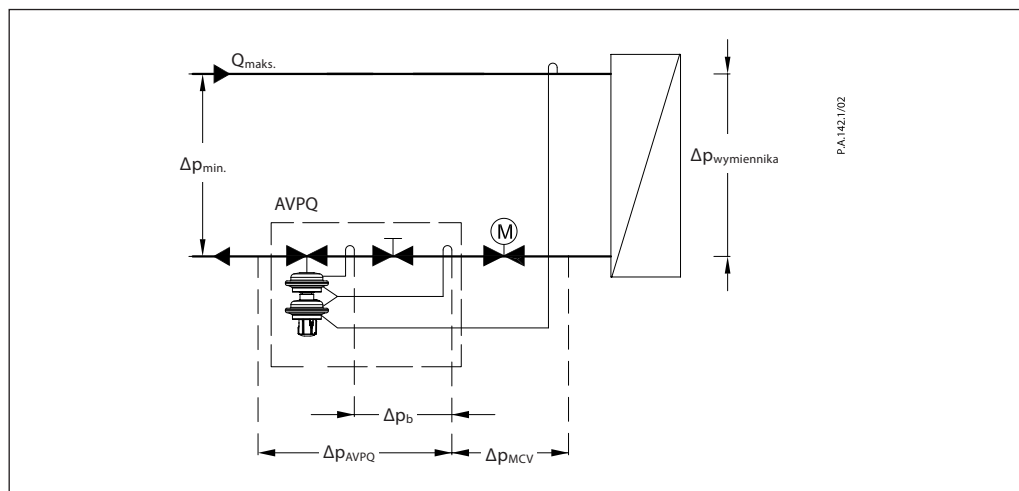 Qmaks.
Δpmin.
Δpwymiennika
P.A.142.1/02
AVPQ
M
Δpb
ΔpAVPQ
ΔpMCV